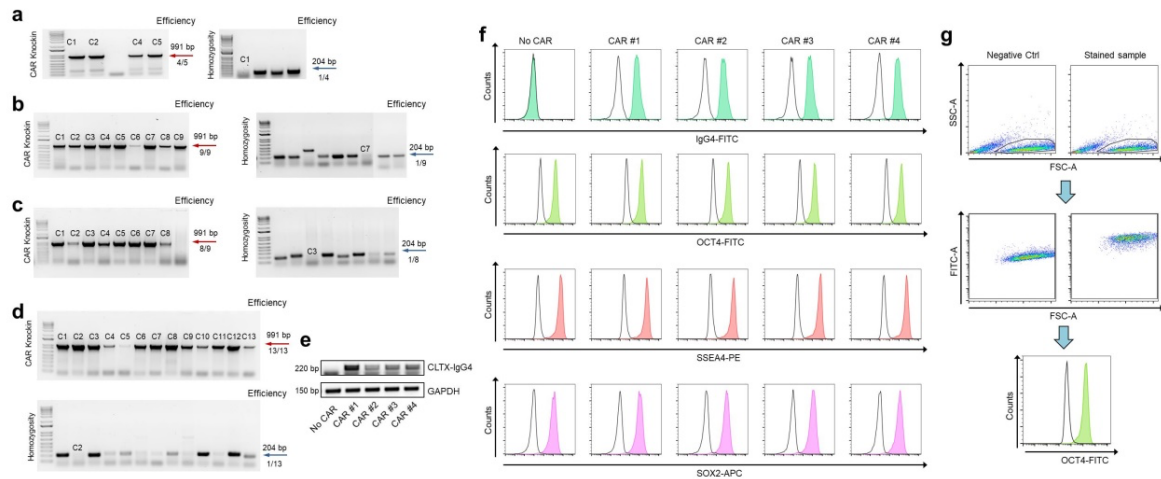 a
Efficiency
CAR Knockin
C1 C2 C4 C5
991 bp
4/5
Efficiency
Homozygosity
C1
204 bp
1/4
b
Efficiency
CAR Knockin
C1 C2 C3 C4 C5 C6 C7 C8 C9
991 bp
9/9
Efficiency
Homozygosity
C7
204 bp
1/9
c
Efficiency
CAR Knockin
C1 C2 C3 C4 C5 C6 C7 C8
991 bp
8/9
Efficiency
Homozygosity
C3
204 bp
1/8
d
Efficiency
CAR Knockin
C1 C2 C3 C4 C5 C6 C7 C8 C9 C10 C11 C12 C13
991 bp
13/13
Efficiency
Homozygosity
C2
204 bp
1/13
e
220 bp
CLTX-IgG4
150 bp
GAPDH
No CAR
CAR #1
CAR #2
CAR #3
CAR #4
f
No CAR CAR #1 CAR #2 CAR #3 CAR #4
Counts
IgG4-FITC
Counts
OCT4-FITC
Counts
SSEA4-PE
Counts
SOX2-APC
g
Negative Ctrl Stained sample
SSC-A
FSC-A
FITC-A
FSC-A
Counts
OCT4-FITC